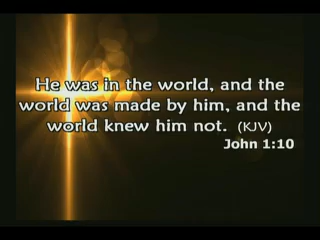 He was in the world, and the
world was made by him, and the
world knew him not. (KJV)
John 1:10